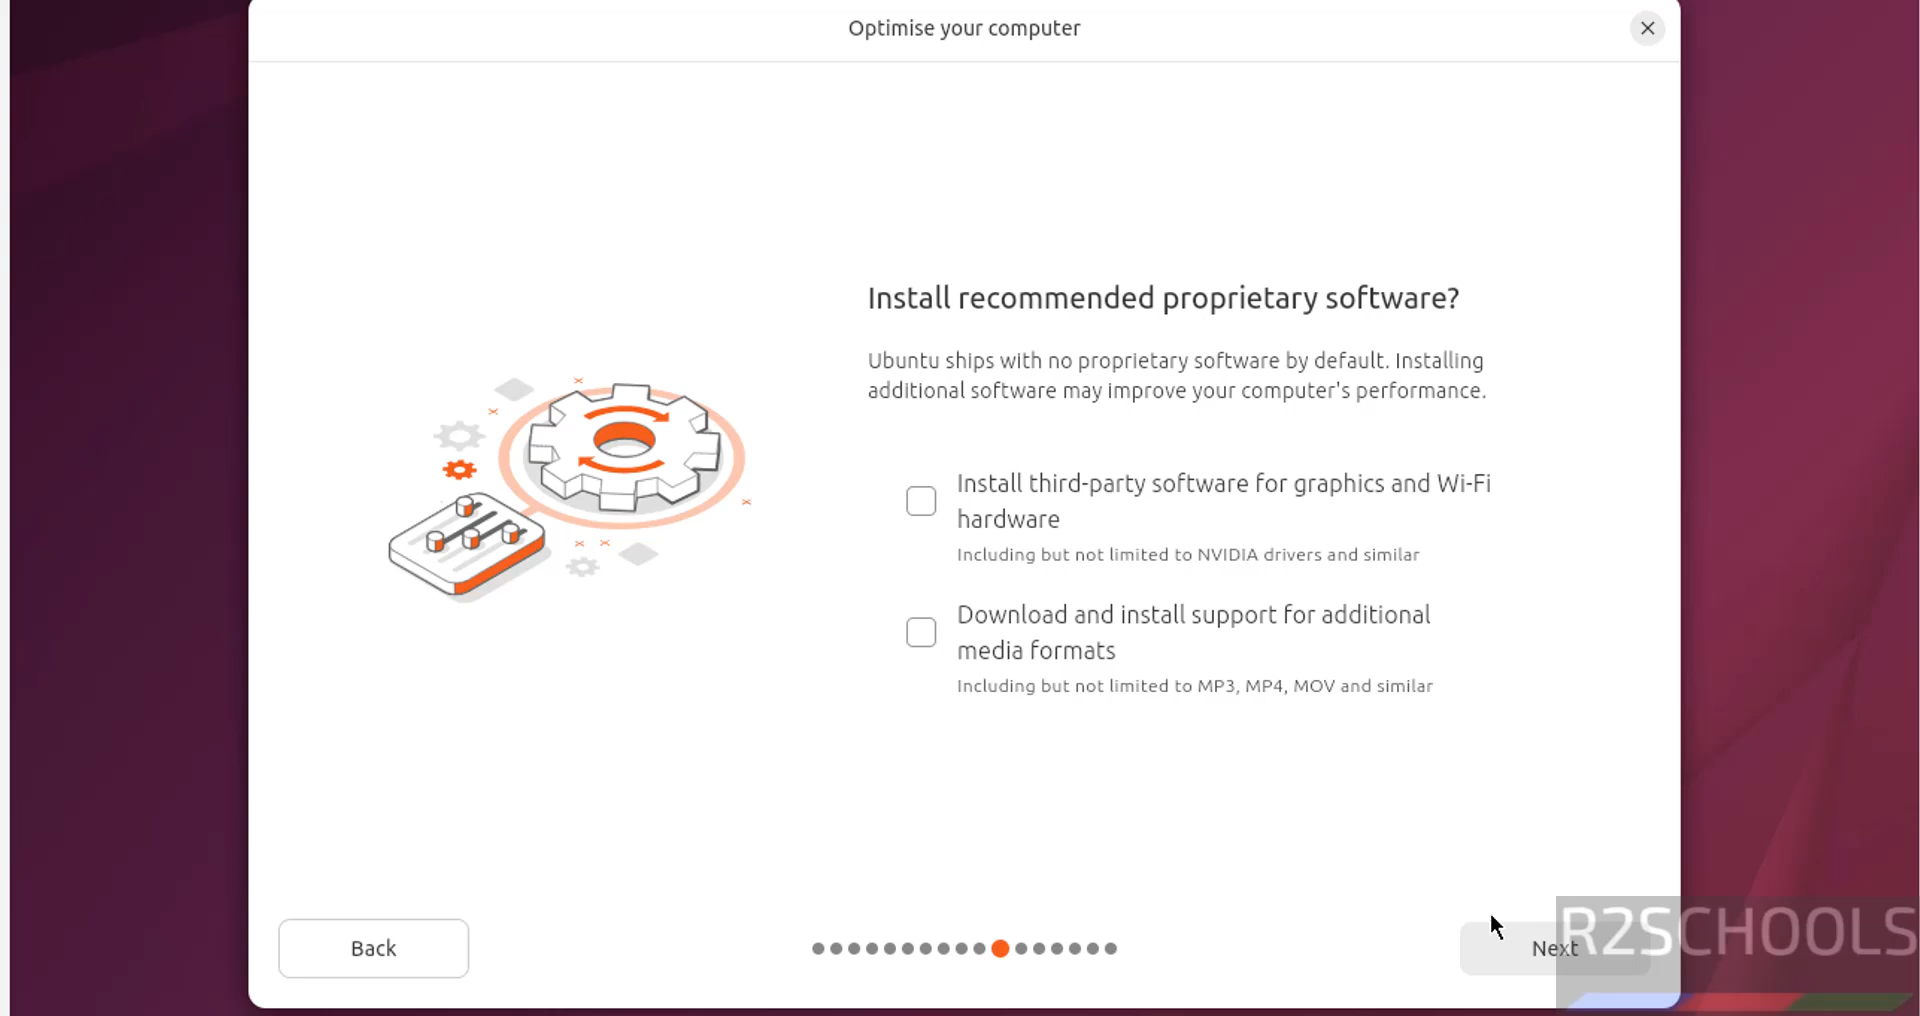 Optimise your computer
Install recommended proprietary software?
Ubuntu ships with no proprietary software by default. Installing
additional software may improve your computer's performance.
Install third-party software for graphics and Wi-Fi
hardware
Including but not limited to NVIDIA drivers and similar
Download and install support for additional
media formats
Including but not limited to MP3, MP4, MOV and similar
Back
Next
R2SCHOOLS